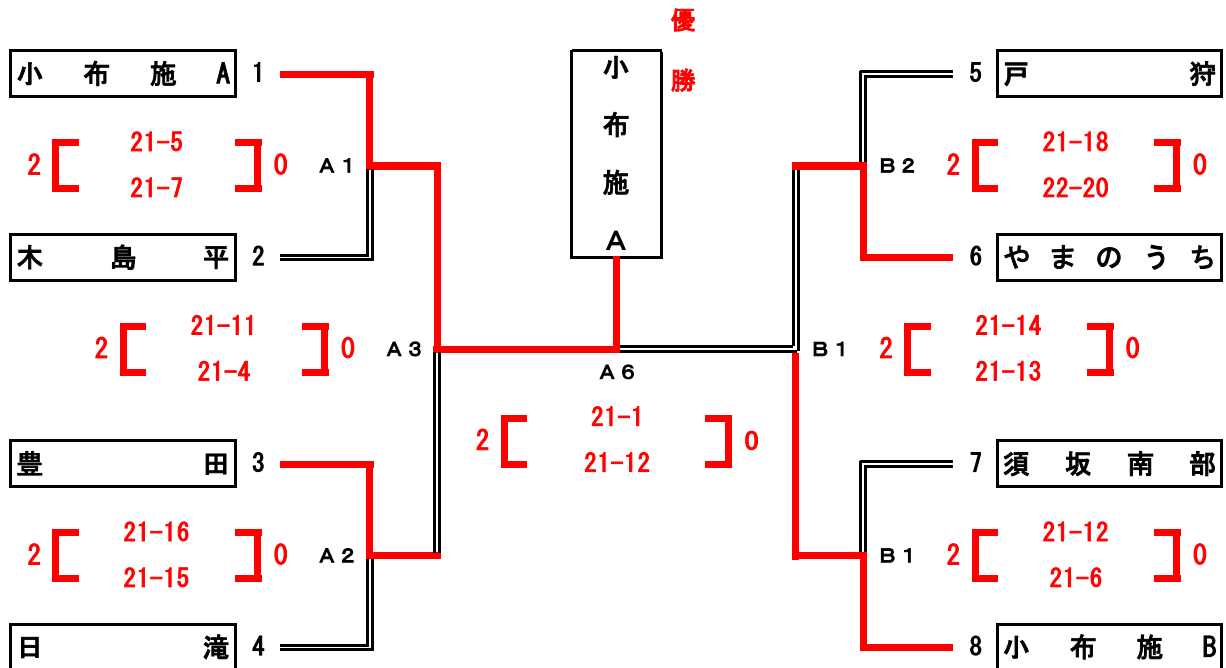 優勝
小布施A 1
小布施A
5 戸狩
2 21-5 0
21-7
A1
B2
2 21-18 0
22-20
木島平 2
6 やまのうち
2 21-11 0
21-4
A3
A6
B1
2 21-14 0
21-13
2 21-1 0
21-12
豊田 3
7 須坂南部
2 21-16 0
21-15
A2
B1
2 21-12 0
21-6
日滝 4
8 小布施B